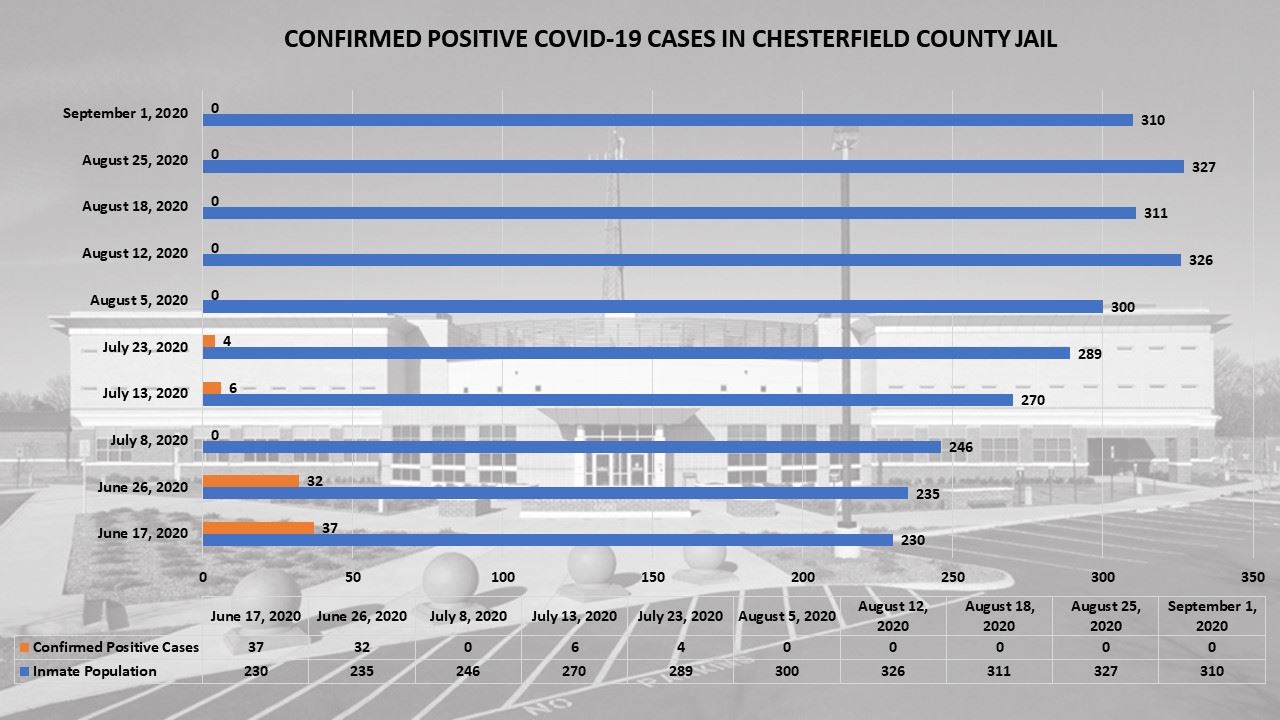 CONFIRMED POSITIVE COVID-19 CASES IN CHESTERFIELD COUNTY JAIL
September 1, 2020 0 310
August 25, 2020 0 327
August 18, 2020 0 311
August 12, 2020 0 326
August 5, 2020 0 300
July 23, 2020 4 289
July 13, 2020 6 270
July 8, 2020 0 246
June 26, 2020 32 235
June 17, 2020 37 230
0 50 100 150 200 250 300 350
June 17, 2020 June 26, 2020 July 8, 2020 July 13, 2020 July 23, 2020 August 5, 2020 August 12, 2020 August 18, 2020 August 25, 2020 September 1, 2020
Confirmed Positive Cases 37 32 0 6 4 0 0 0 0 0
Inmate Population 230 235 246 270 289 300 326 311 327 310
NO PARKING